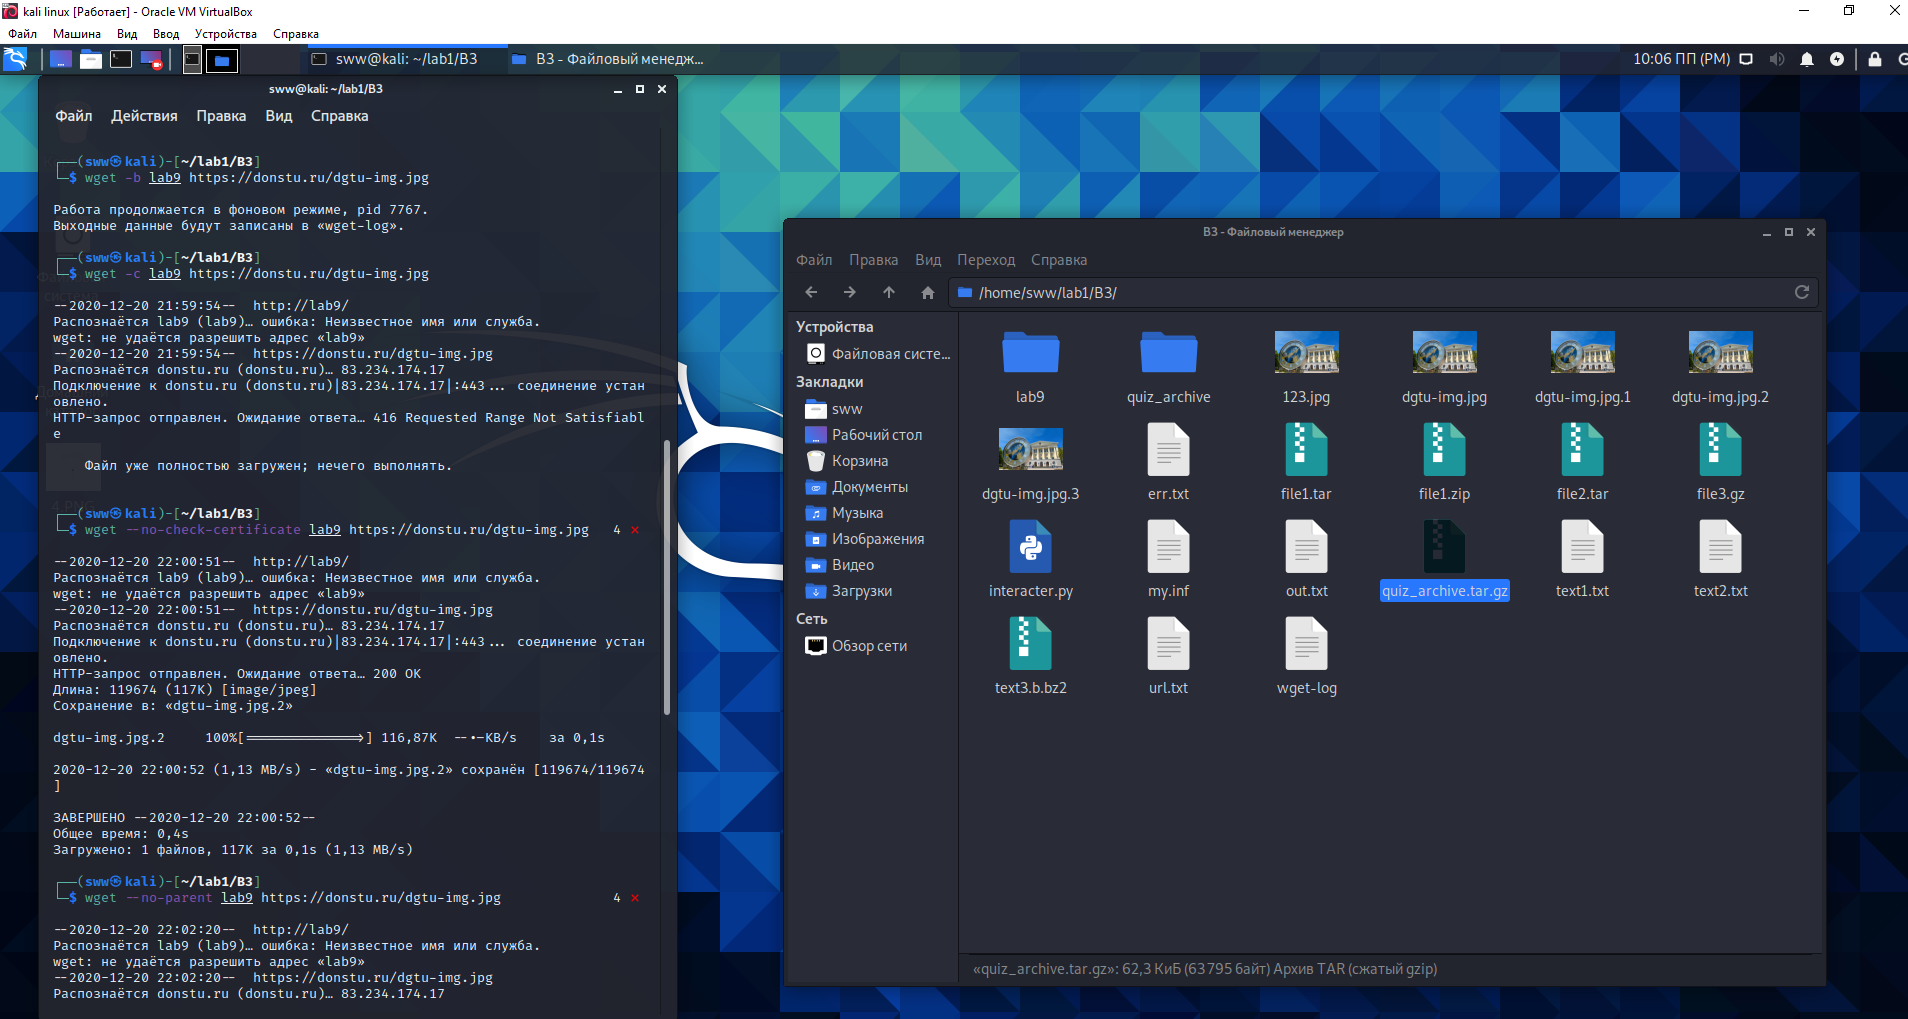 kali linux [Работает] - Oracle VM VirtualBox
Файл Машина Вид Ввод Устройства Справка
sww@kali: ~/lab1/B3 B3 - Файловый менедж... 10:06 ПП (PM)
sww@kali: ~/lab1/B3
Файл Действия Правка Вид Справка
┌──(sww㉿kali)-[~/lab1/B3]
└─$ wget -b lab9 https://donstu.ru/dgtu-img.jpg
Работа продолжается в фоновом режиме, pid 7767.
Выходные данные будут записаны в «wget-log».
┌──(sww㉿kali)-[~/lab1/B3]
└─$ wget -c lab9 https://donstu.ru/dgtu-img.jpg
--2020-12-20 21:59:54-- http://lab9/
Распознаётся lab9 (lab9)… ошибка: Неизвестное имя или служба.
wget: не удаётся разрешить адрес «lab9»
--2020-12-20 21:59:54-- https://donstu.ru/dgtu-img.jpg
Распознаётся donstu.ru (donstu.ru)… 83.234.174.17
Подключение к donstu.ru (donstu.ru)|83.234.174.17|:443... соединение устан
овлено.
HTTP-запрос отправлен. Ожидание ответа… 416 Requested Range Not Satisfiabl
e
Файл уже полностью загружен; нечего выполнять.
┌──(sww㉿kali)-[~/lab1/B3]
└─$ wget --no-check-certificate lab9 https://donstu.ru/dgtu-img.jpg 4 ⨯
--2020-12-20 22:00:51-- http://lab9/
Распознаётся lab9 (lab9)… ошибка: Неизвестное имя или служба.
wget: не удаётся разрешить адрес «lab9»
--2020-12-20 22:00:51-- https://donstu.ru/dgtu-img.jpg
Распознаётся donstu.ru (donstu.ru)… 83.234.174.17
Подключение к donstu.ru (donstu.ru)|83.234.174.17|:443... соединение устан
овлено.
HTTP-запрос отправлен. Ожидание ответа… 200 OK
Длина: 119674 (117K) [image/jpeg]
Сохранение в: «dgtu-img.jpg.2»
dgtu-img.jpg.2 100%[==============>] 116,87K --.-KB/s за 0,1s
2020-12-20 22:00:52 (1,13 MB/s) - «dgtu-img.jpg.2» сохранён [119674/119674
]
ЗАВЕРШЕНО --2020-12-20 22:00:52--
Общее время: 0,4s
Загружено: 1 файлов, 117K за 0,1s (1,13 MB/s)
┌──(sww㉿kali)-[~/lab1/B3]
└─$ wget --no-parent lab9 https://donstu.ru/dgtu-img.jpg 4 ⨯
--2020-12-20 22:02:20-- http://lab9/
Распознаётся lab9 (lab9)… ошибка: Неизвестное имя или служба.
wget: не удаётся разрешить адрес «lab9»
--2020-12-20 22:02:20-- https://donstu.ru/dgtu-img.jpg
Распознаётся donstu.ru (donstu.ru)… 83.234.174.17
B3 - Файловый менеджер
Файл Правка Вид Переход Справка
/home/sww/lab1/B3/
Устройства
Файловая систе...
Закладки
sww
Рабочий стол
Корзина
Документы
Музыка
Изображения
Видео
Загрузки
Сеть
Обзор сети
lab9 quiz_archive 123.jpg dgtu-img.jpg dgtu-img.jpg.1 dgtu-img.jpg.2
dgtu-img.jpg.3 err.txt file1.tar file1.zip file2.tar file3.gz
interacter.py my.inf out.txt quiz_archive.tar.gz text1.txt text2.txt
text3.b.bz2 url.txt wget-log
«quiz_archive.tar.gz»: 62,3 КиБ (63795 байт) Архив TAR (сжатый gzip)